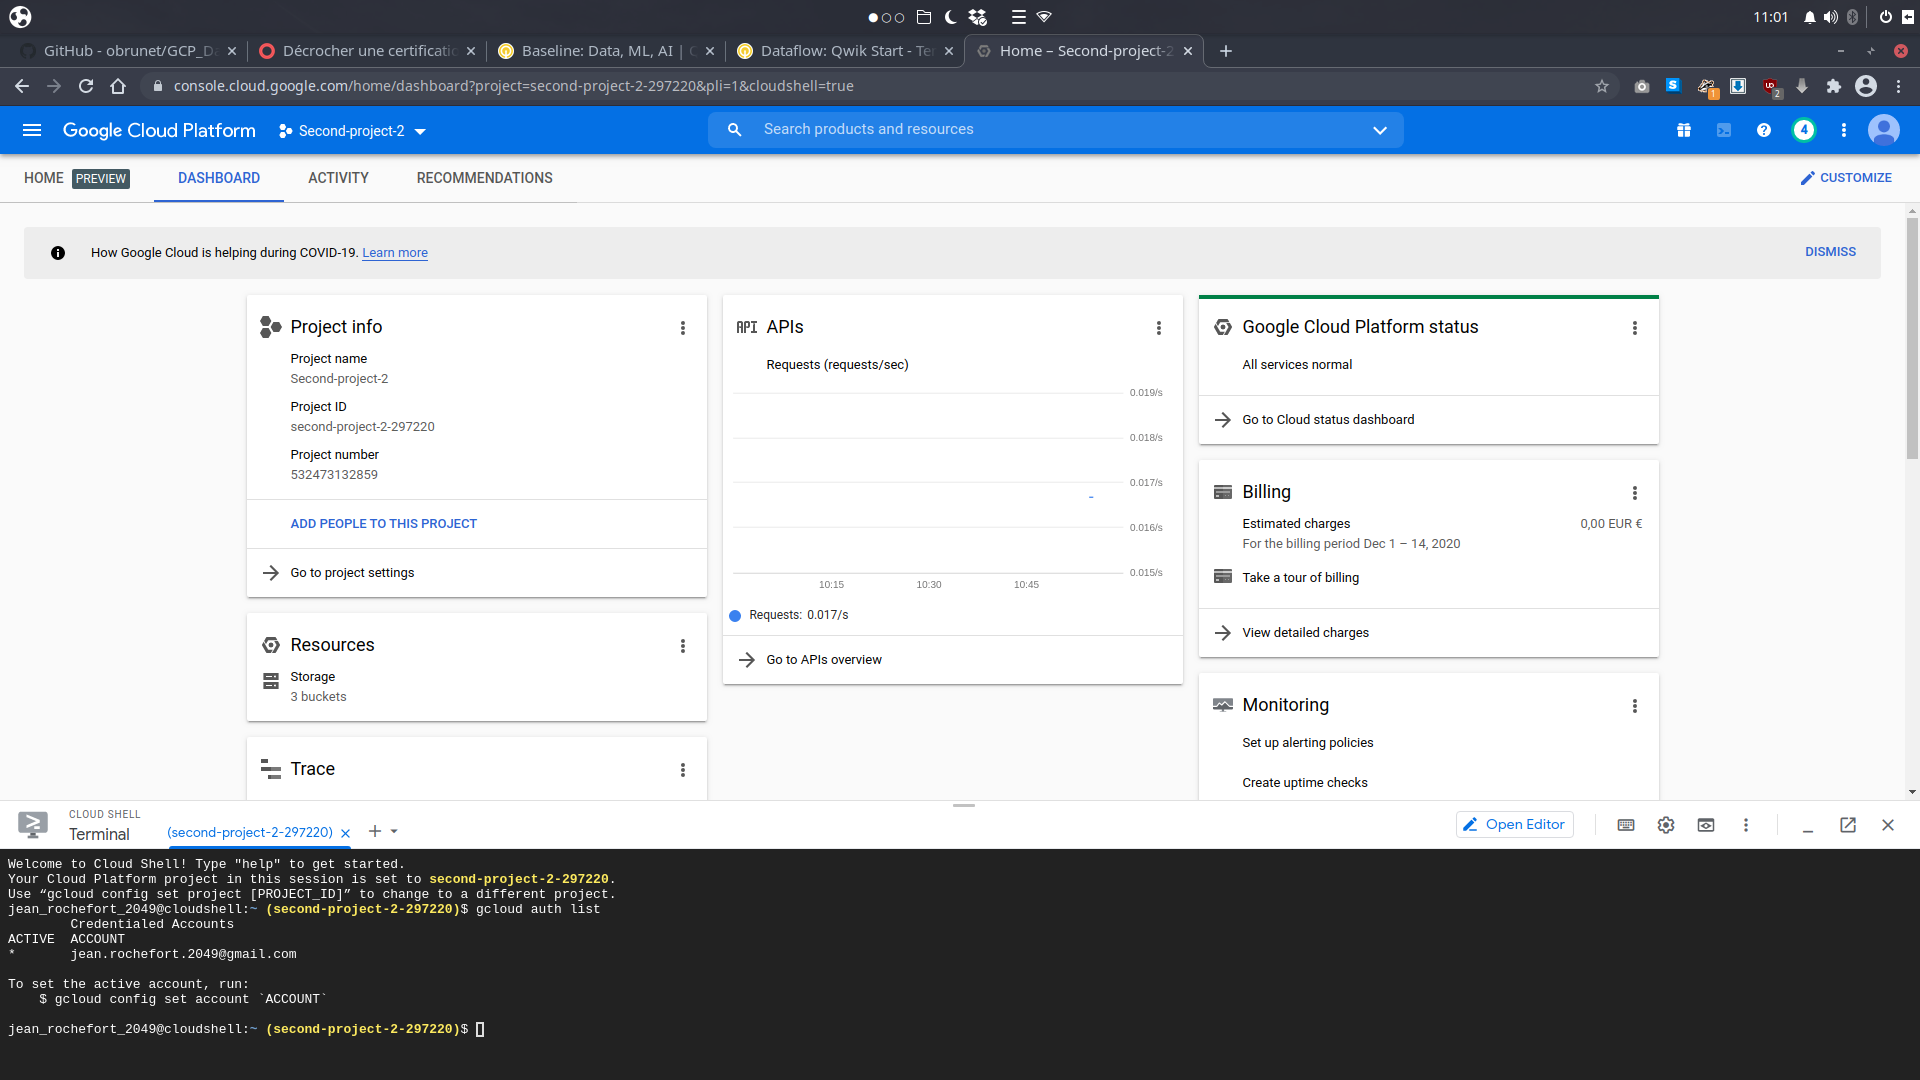 11:01
GitHub - obrunet/GCP_Da
Décrocher une certificatio
Baseline: Data, ML, AI |
Dataflow: Qwik Start - Te
Home – Second-project-2
console.cloud.google.com/home/dashboard?project=second-project-2-297220&pli=1&cloudshell=true
S
1
2
Google Cloud Platform
Second-project-2
Search products and resources
4
HOME PREVIEW
DASHBOARD
ACTIVITY
RECOMMENDATIONS
CUSTOMIZE
How Google Cloud is helping during COVID-19. Learn more
DISMISS
Project info
Project name
Second-project-2
Project ID
second-project-2-297220
Project number
532473132859
ADD PEOPLE TO THIS PROJECT
Go to project settings
Resources
Storage
3 buckets
Trace
API APIs
Requests (requests/sec)
0.019/s
0.018/s
0.017/s
0.016/s
0.015/s
10:15 10:30 10:45
Requests: 0.017/s
Go to APIs overview
Google Cloud Platform status
All services normal
Go to Cloud status dashboard
Billing
Estimated charges 0,00 EUR €
For the billing period Dec 1 – 14, 2020
Take a tour of billing
View detailed charges
Monitoring
Set up alerting policies
Create uptime checks
CLOUD SHELL
Terminal
(second-project-2-297220)
Open Editor
Welcome to Cloud Shell! Type "help" to get started.
Your Cloud Platform project in this session is set to second-project-2-297220.
Use “gcloud config set project [PROJECT_ID]” to change to a different project.
jean_rochefort_2049@cloudshell:~ (second-project-2-297220)$ gcloud auth list
Credentialed Accounts
ACTIVE ACCOUNT
* jean.rochefort.2049@gmail.com
To set the active account, run:
$ gcloud config set account `ACCOUNT`
jean_rochefort_2049@cloudshell:~ (second-project-2-297220)$